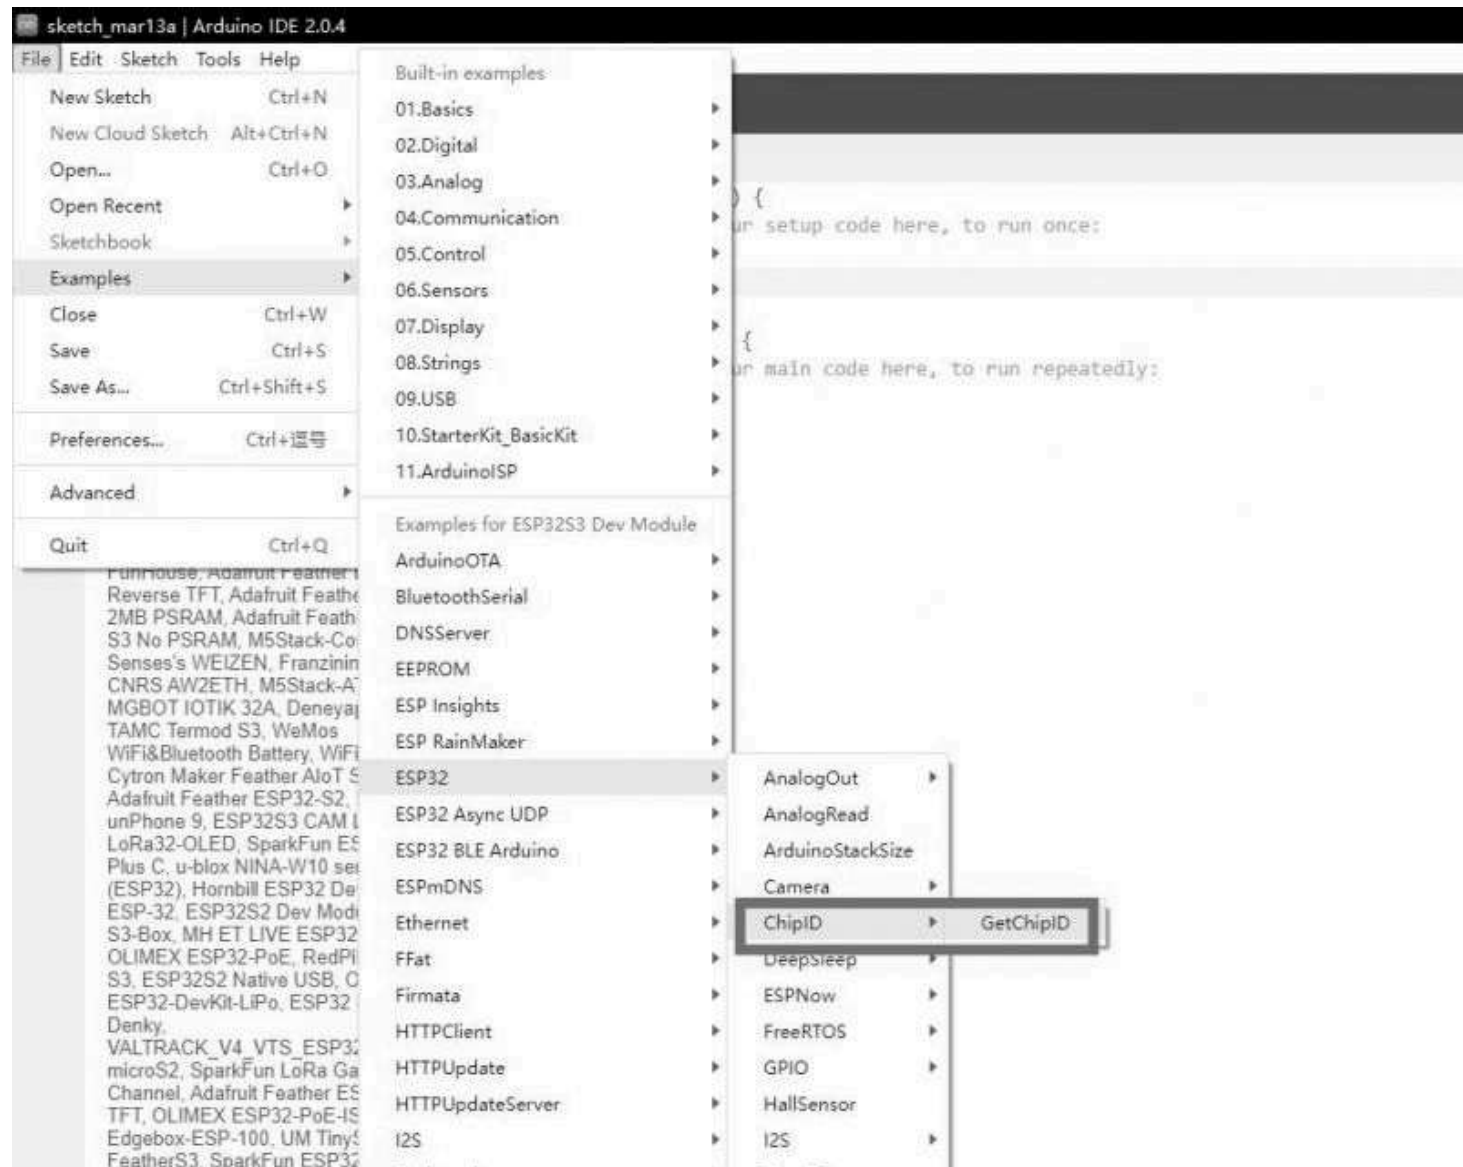 sketch_mar13a | Arduino IDE 2.0.4
File Edit Sketch Tools Help
New Sketch Ctrl+N
New Cloud Sketch Alt+Ctrl+N
Open... Ctrl+O
Open Recent
Sketchbook
Examples
Close Ctrl+W
Save Ctrl+S
Save As... Ctrl+Shift+S
Preferences... Ctrl+逗号
Advanced
Quit Ctrl+Q
Built-in examples
01.Basics
02.Digital
03.Analog
04.Communication
05.Control
06.Sensors
07.Display
08.Strings
09.USB
10.StarterKit_BasicKit
11.ArduinoISP
Examples for ESP32S3 Dev Module
ArduinoOTA
BluetoothSerial
DNSServer
EEPROM
ESP Insights
ESP RainMaker
ESP32
ESP32 Async UDP
ESP32 BLE Arduino
ESPmDNS
Ethernet
FFat
Firmata
HTTPClient
HTTPUpdate
HTTPUpdateServer
I2S
AnalogOut
AnalogRead
ArduinoStackSize
Camera
ChipID
GetChipID
DeepSleep
ESPNow
FreeRTOS
GPIO
HallSensor
I2S
) {
ur setup code here, to run once:
{
ur main code here, to run repeatedly:
FunHouse, Adafruit Feather
Reverse TFT, Adafruit Feathe
2MB PSRAM, Adafruit Feath
S3 No PSRAM, M5Stack-Co
Senses's WEIZEN, Franzinin
CNRS AW2ETH, M5Stack-AT
MGBOT IOTIK 32A, Deneya
TAMC Termod S3, WeMos
WiFi&Bluetooth Battery, WiFi
Cytron Maker Feather AIoT S
Adafruit Feather ESP32-S2,
unPhone 9, ESP32S3 CAM L
LoRa32-OLED, SparkFun ES
Plus C, u-blox NINA-W10 se
(ESP32), Hornbill ESP32 De
ESP-32, ESP32S2 Dev Modu
S3-Box, MH ET LIVE ESP32
OLIMEX ESP32-PoE, RedPi
S3, ESP32S2 Native USB, O
ESP32-DevKit-LiPo, ESP32
Denky,
VALTRACK_V4_VTS_ESP32
microS2, SparkFun LoRa Ga
Channel, Adafruit Feather ES
TFT, OLIMEX ESP32-PoE-IS
Edgebox-ESP-100, UM TinyS
FeatherS3, SparkFun ESP32